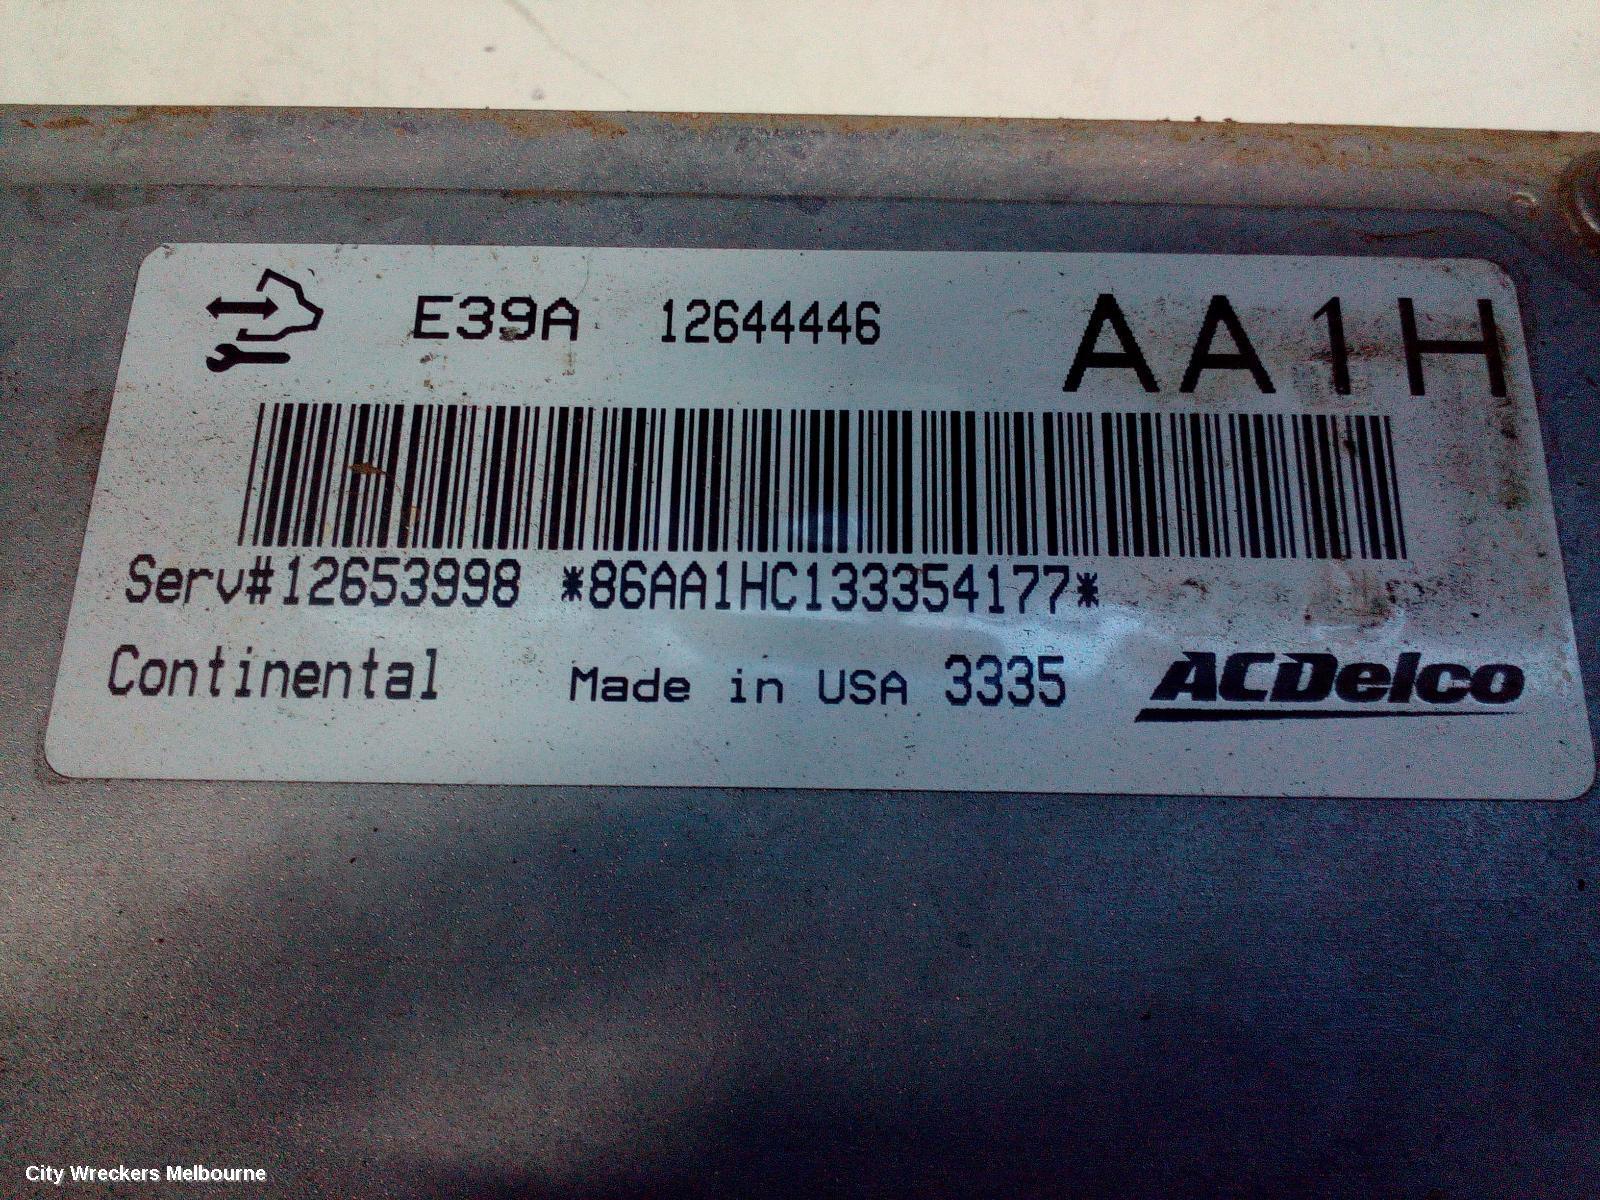 E39A 12644446 AA1H
Serv#12653998 *86AA1HC133354177*
Continental Made in USA 3335 ACDelco
City Wreckers Melbourne